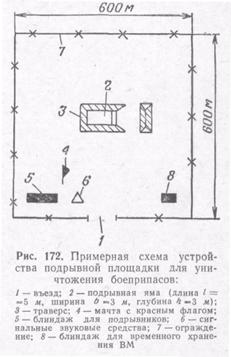 600м
7
2
600м
3
4
5
6
8
1
Рис. 172. Примерная схема устрой-
ства подрывной площадки для уни-
чтожения боеприпасов:
1 — въезд; 2 — подрывная яма (длина l=
=5 м, ширина b=3 м, глубина h=3 м);
3 — траверс; 4 — мачта с красным флагом;
5 — блиндаж для подрывников; 6 — сиг-
нальные звуковые средства; 7 — огражде-
ние; 8 — блиндаж для временного хране-
ния ВМ